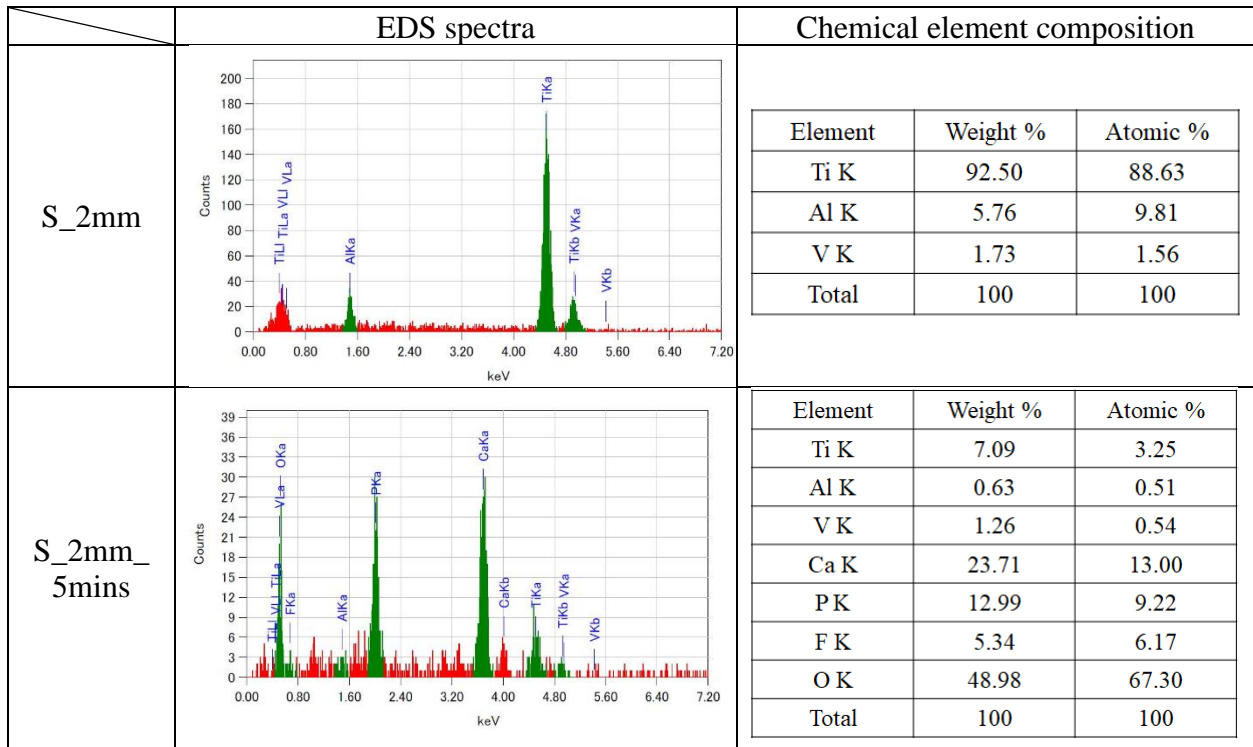 EDS spectra Chemical element composition
S_2mm
200
180
160
140
120
100
80
60
40
20
0
Counts
TiLl TiLa VLl VLa
AlKa
TiKa
TiKb VKa
VKb
0.00 0.80 1.60 2.40 3.20 4.00 4.80 5.60 6.40 7.20
keV
Element Weight % Atomic %
Ti K 92.50 88.63
Al K 5.76 9.81
V K 1.73 1.56
Total 100 100
S_2mm_
5mins
39
36
33
30
27
24
21
18
15
12
9
6
3
0
Counts
TiLl VLl TiLa
VLa
OKa
FKa
AlKa
PKa
CaKa
CaKb
TiKa
TiKb VKa
VKb
0.00 0.80 1.60 2.40 3.20 4.00 4.80 5.60 6.40 7.20
keV
Element Weight % Atomic %
Ti K 7.09 3.25
Al K 0.63 0.51
V K 1.26 0.54
Ca K 23.71 13.00
P K 12.99 9.22
F K 5.34 6.17
O K 48.98 67.30
Total 100 100